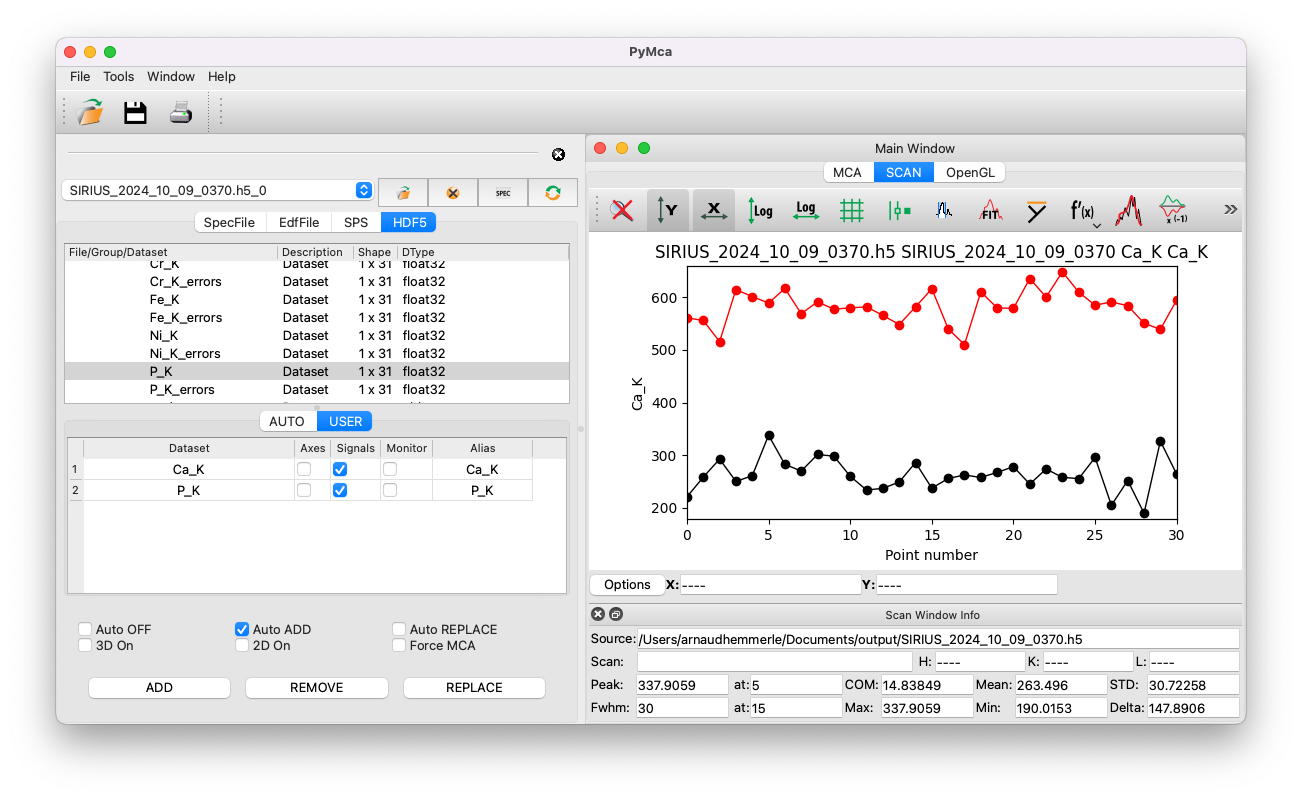 PyMca
File Tools Window Help
SIRIUS_2024_10_09_0370.h5_0
SPEC
SpecFile EdfFile SPS HDF5
File/Group/Dataset Description Shape DType
Cr_K Dataset 1 x 31 float32
Cr_K_errors Dataset 1 x 31 float32
Fe_K Dataset 1 x 31 float32
Fe_K_errors Dataset 1 x 31 float32
Ni_K Dataset 1 x 31 float32
Ni_K_errors Dataset 1 x 31 float32
P_K Dataset 1 x 31 float32
P_K_errors Dataset 1 x 31 float32
AUTO USER
Dataset Axes Signals Monitor Alias
1 Ca_K Ca_K
2 P_K P_K
Auto OFF Auto ADD Auto REPLACE
3D On 2D On Force MCA
ADD REMOVE REPLACE
Main Window
MCA SCAN OpenGL
Y X Log Log FIT f'(x) x (-1) »
SIRIUS_2024_10_09_0370.h5 SIRIUS_2024_10_09_0370 Ca_K Ca_K
600
500
400
300
200
Ca_K
0 5 10 15 20 25 30
Point number
Options X: ---- Y: ----
Scan Window Info
Source: /Users/arnaudhemmerle/Documents/output/SIRIUS_2024_10_09_0370.h5
Scan: H: ---- K: ---- L: ----
Peak: 337.9059 at: 5 COM: 14.83849 Mean: 263.496 STD: 30.72258
Fwhm: 30 at: 15 Max: 337.9059 Min: 190.0153 Delta: 147.8906